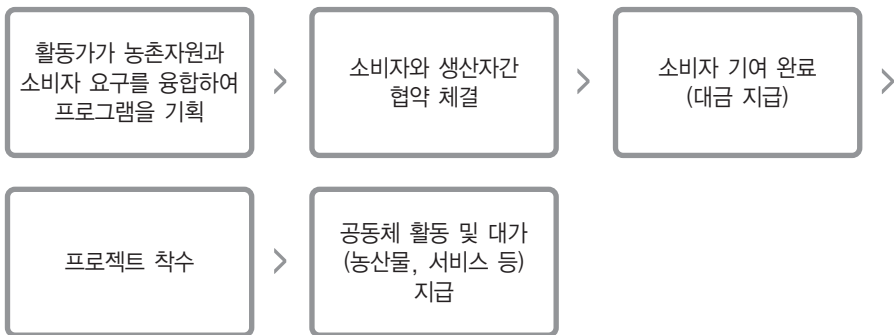 활동가가 농촌자원과
소비자 요구를 융합하여
프로그램을 기획
소비자와 생산자간
협약 체결
소비자 기여 완료
(대금 지급)
프로젝트 착수
공동체 활동 및 대가
(농산물, 서비스 등)
지급